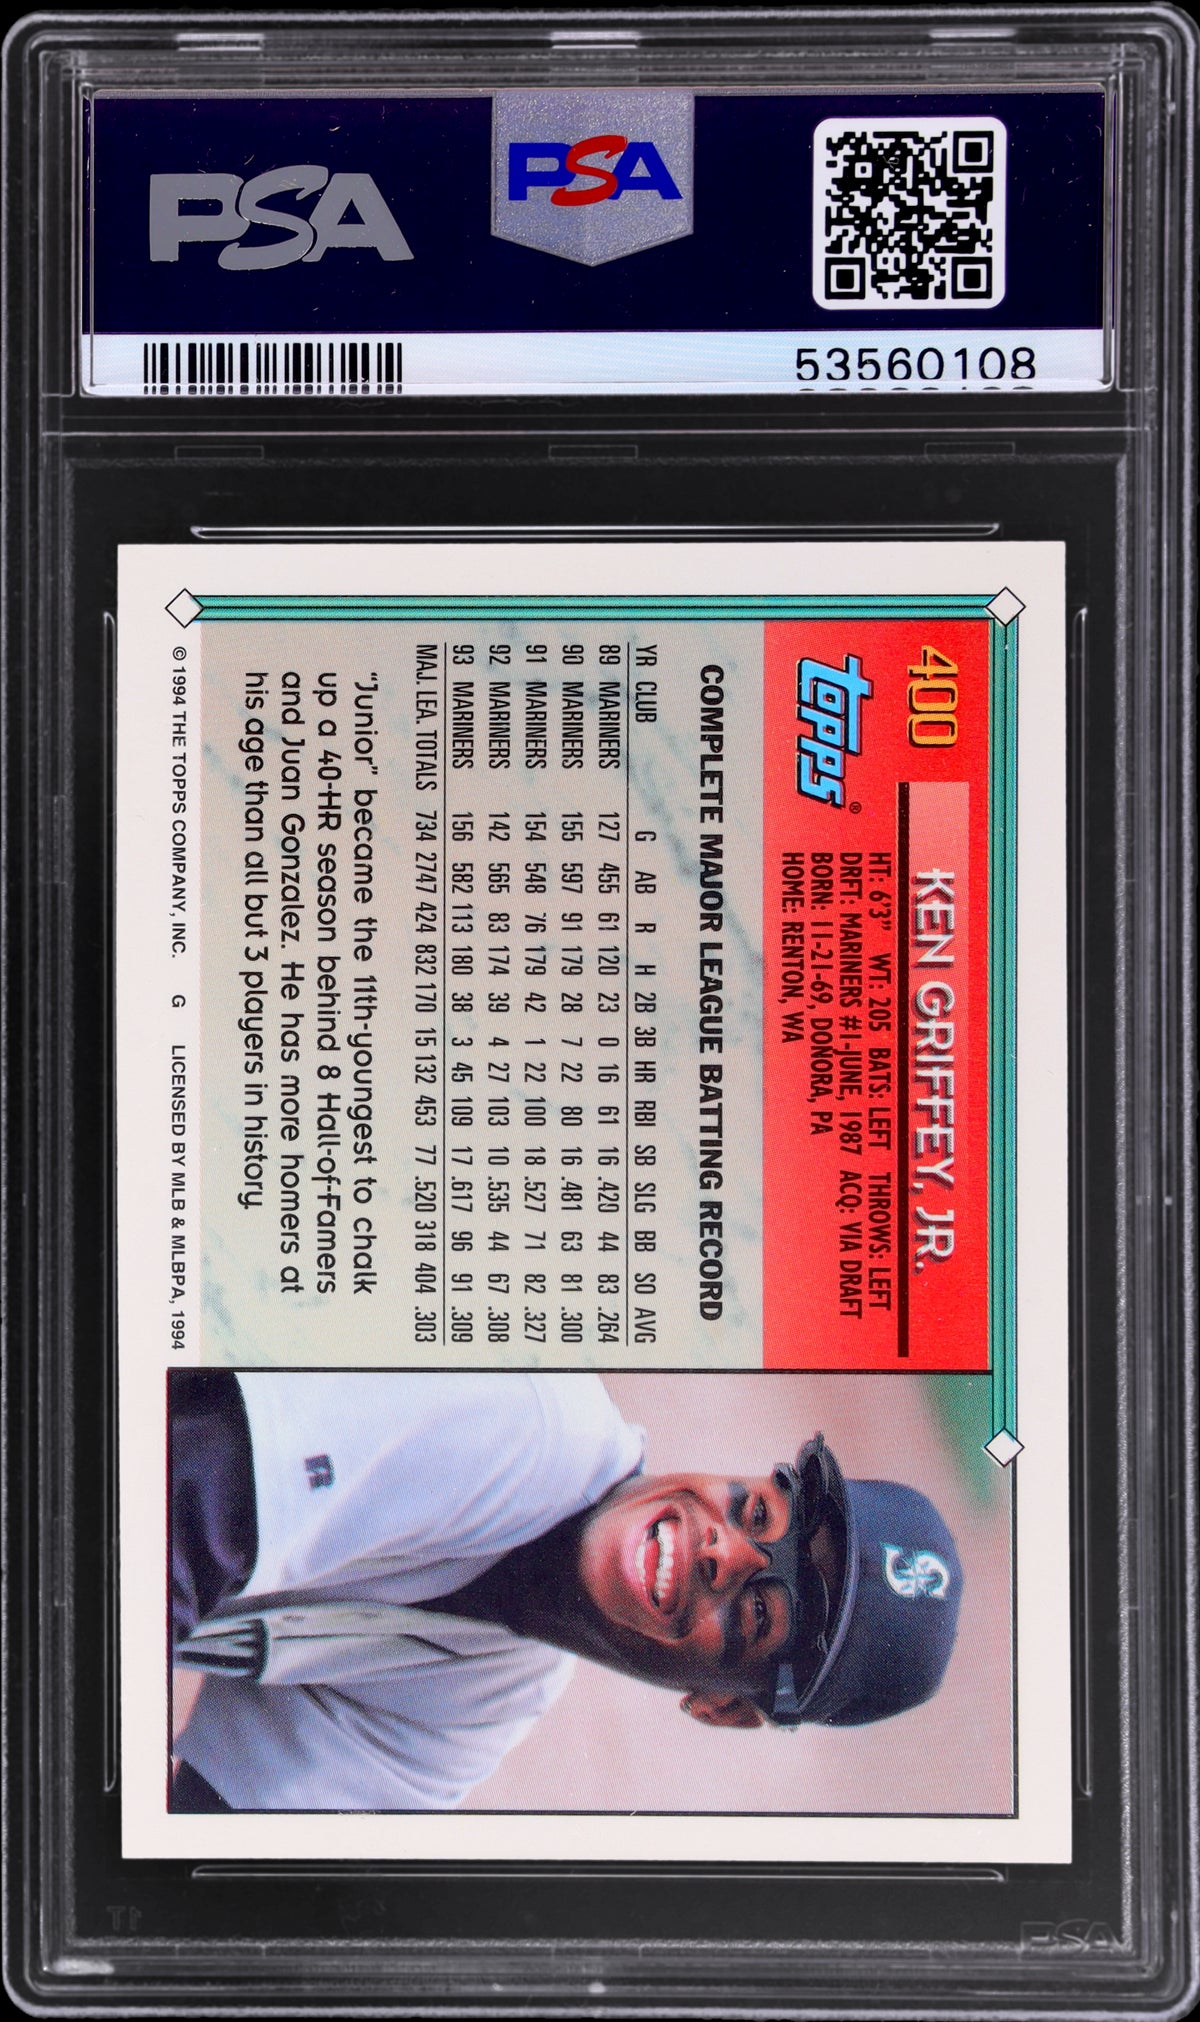 PSA
PSA
53560108
400
KEN GRIFFEY, JR.
TOPPS®
HT: 6'3" WT: 205 BATS: LEFT THROWS: LEFT
DRFT: MARINERS #1-JUNE, 1987 ACQ: VIA DRAFT
BORN: 11-21-69, DONORA, PA
HOME: RENTON, WA
COMPLETE MAJOR LEAGUE BATTING RECORD
YR CLUB G AB R H 2B 3B HR RBI SB SLG BB SO AVG
89 MARINERS 127 455 61 120 23 0 16 61 16 .420 44 83 .264
90 MARINERS 155 597 91 179 28 7 22 80 16 .481 63 81 .300
91 MARINERS 154 548 76 179 42 1 22 100 18 .527 71 82 .327
92 MARINERS 142 565 83 174 39 4 27 103 10 .535 44 67 .308
93 MARINERS 156 582 113 180 38 3 45 109 17 .617 96 91 .309
MAJ. LEA. TOTALS 734 2747 424 832 170 15 132 453 77 .520 318 404 .303
"Junior" became the 11th-youngest to chalk
up a 40-HR season behind 8 Hall-of-Famers
and Juan Gonzalez. He has more homers at
his age than all but 3 players in history.
© 1994 THE TOPPS COMPANY, INC. G LICENSED BY MLB & MLBPA, 1994
S
PSA